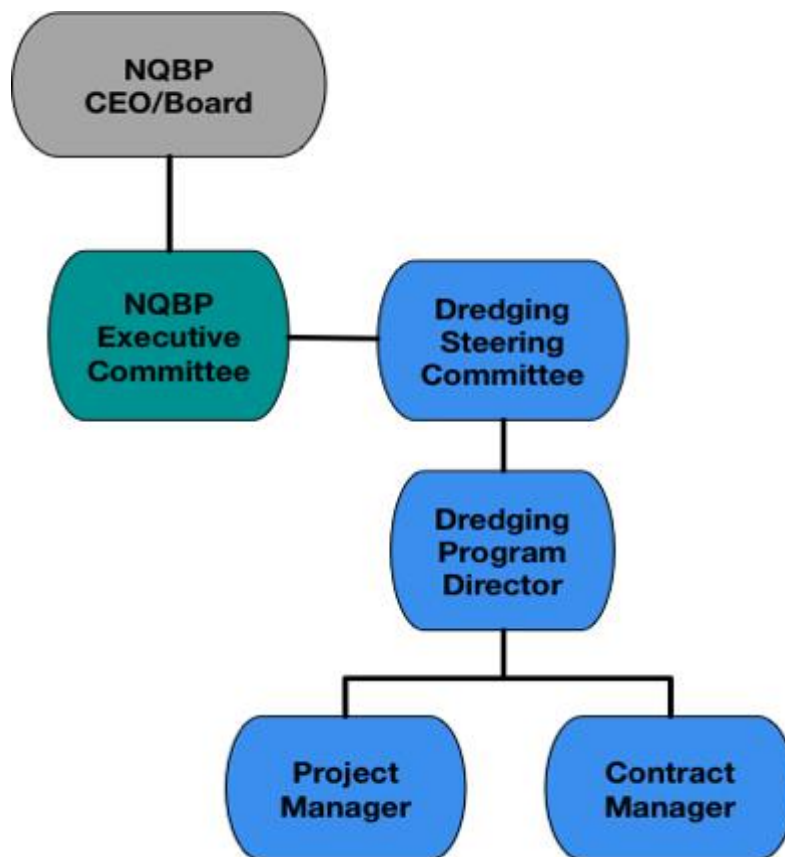 NQBP
CEO/Board
NQBP
Executive
Committee
Dredging
Steering
Committee
Dredging
Program
Director
Project
Manager
Contract
Manager